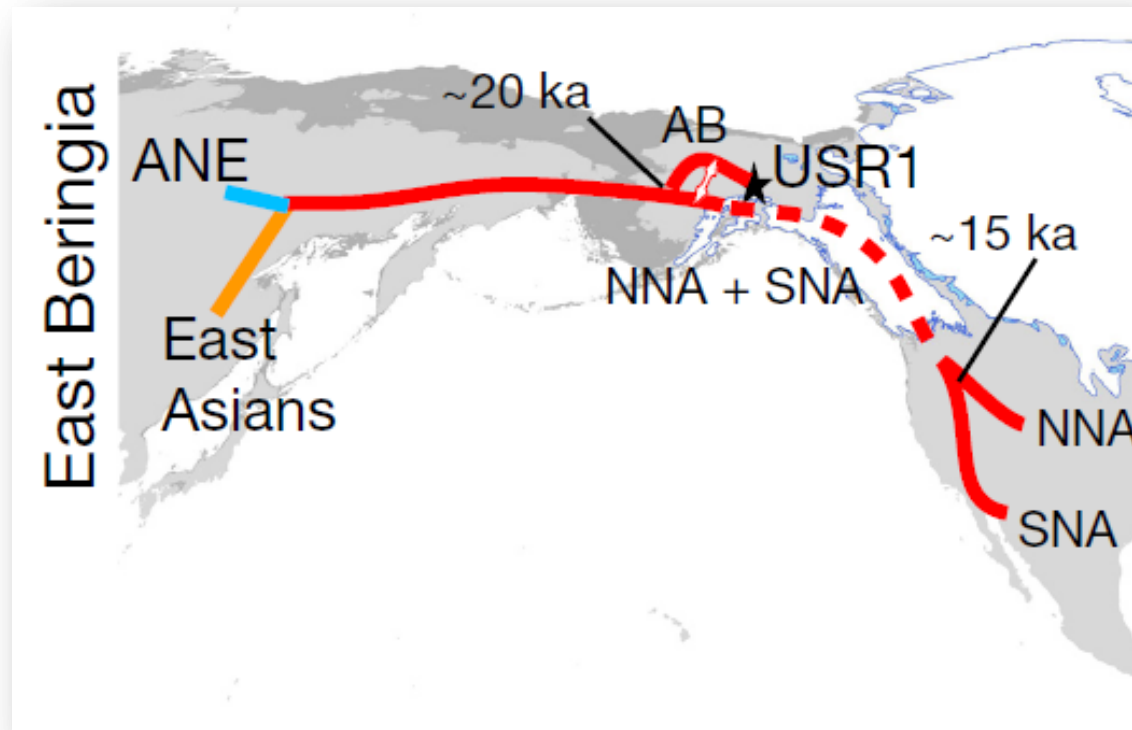 East Beringia
~20 ka
AB
ANE
USR1
~15 ka
NNA + SNA
East
Asians
NNA
SNA